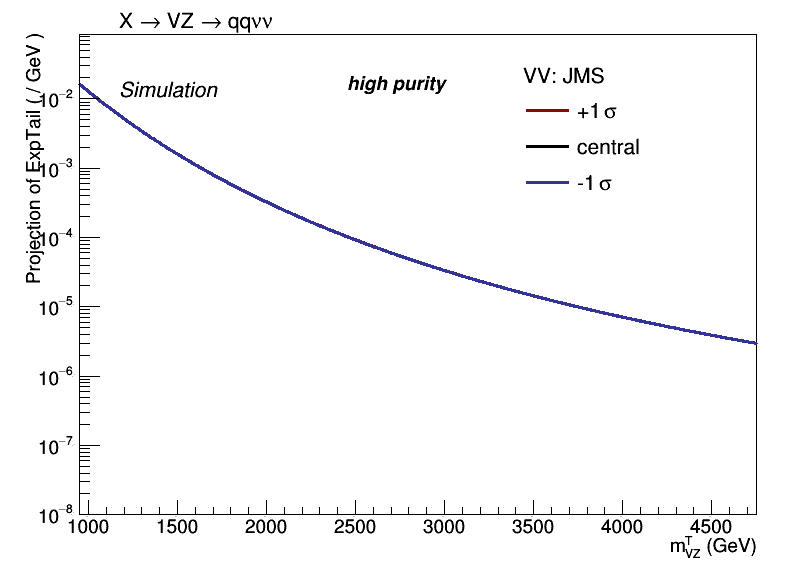 X → VZ → qqνν
Projection of ExpTail ( / GeV )
Simulation
high purity
VV: JMS
+1 σ
central
-1 σ
10⁻²
10⁻³
10⁻⁴
10⁻⁵
10⁻⁶
10⁻⁷
10⁻⁸
1000 1500 2000 2500 3000 3500 4000 4500
m^T_VZ (GeV)